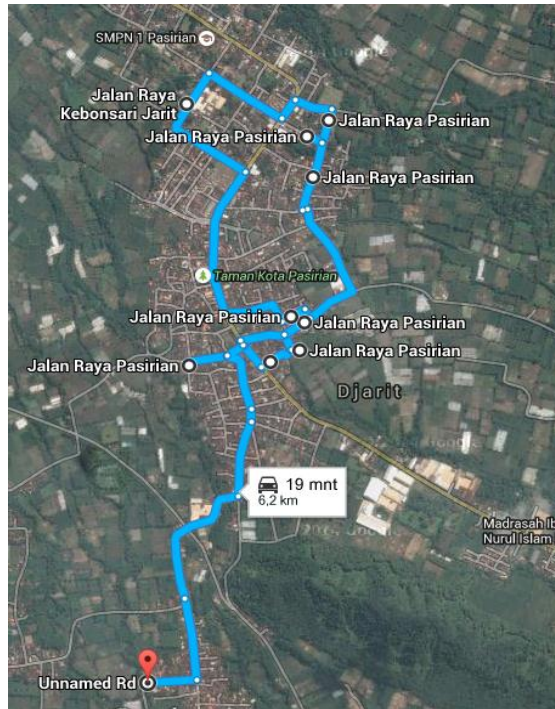 SMPN 1 Pasirian
Jalan Raya
Kebonsari Jarit
Jalan Raya Pasirian
Jalan Raya Pasirian
Jalan Raya Pasirian
Taman Kota Pasirian
Jalan Raya Pasirian
Jalan Raya Pasirian
Jalan Raya Pasirian
Jalan Raya Pasirian
Djarit
19 mnt
6,2 km
Madrasah Ib
Nurul Islam
Unnamed Rd